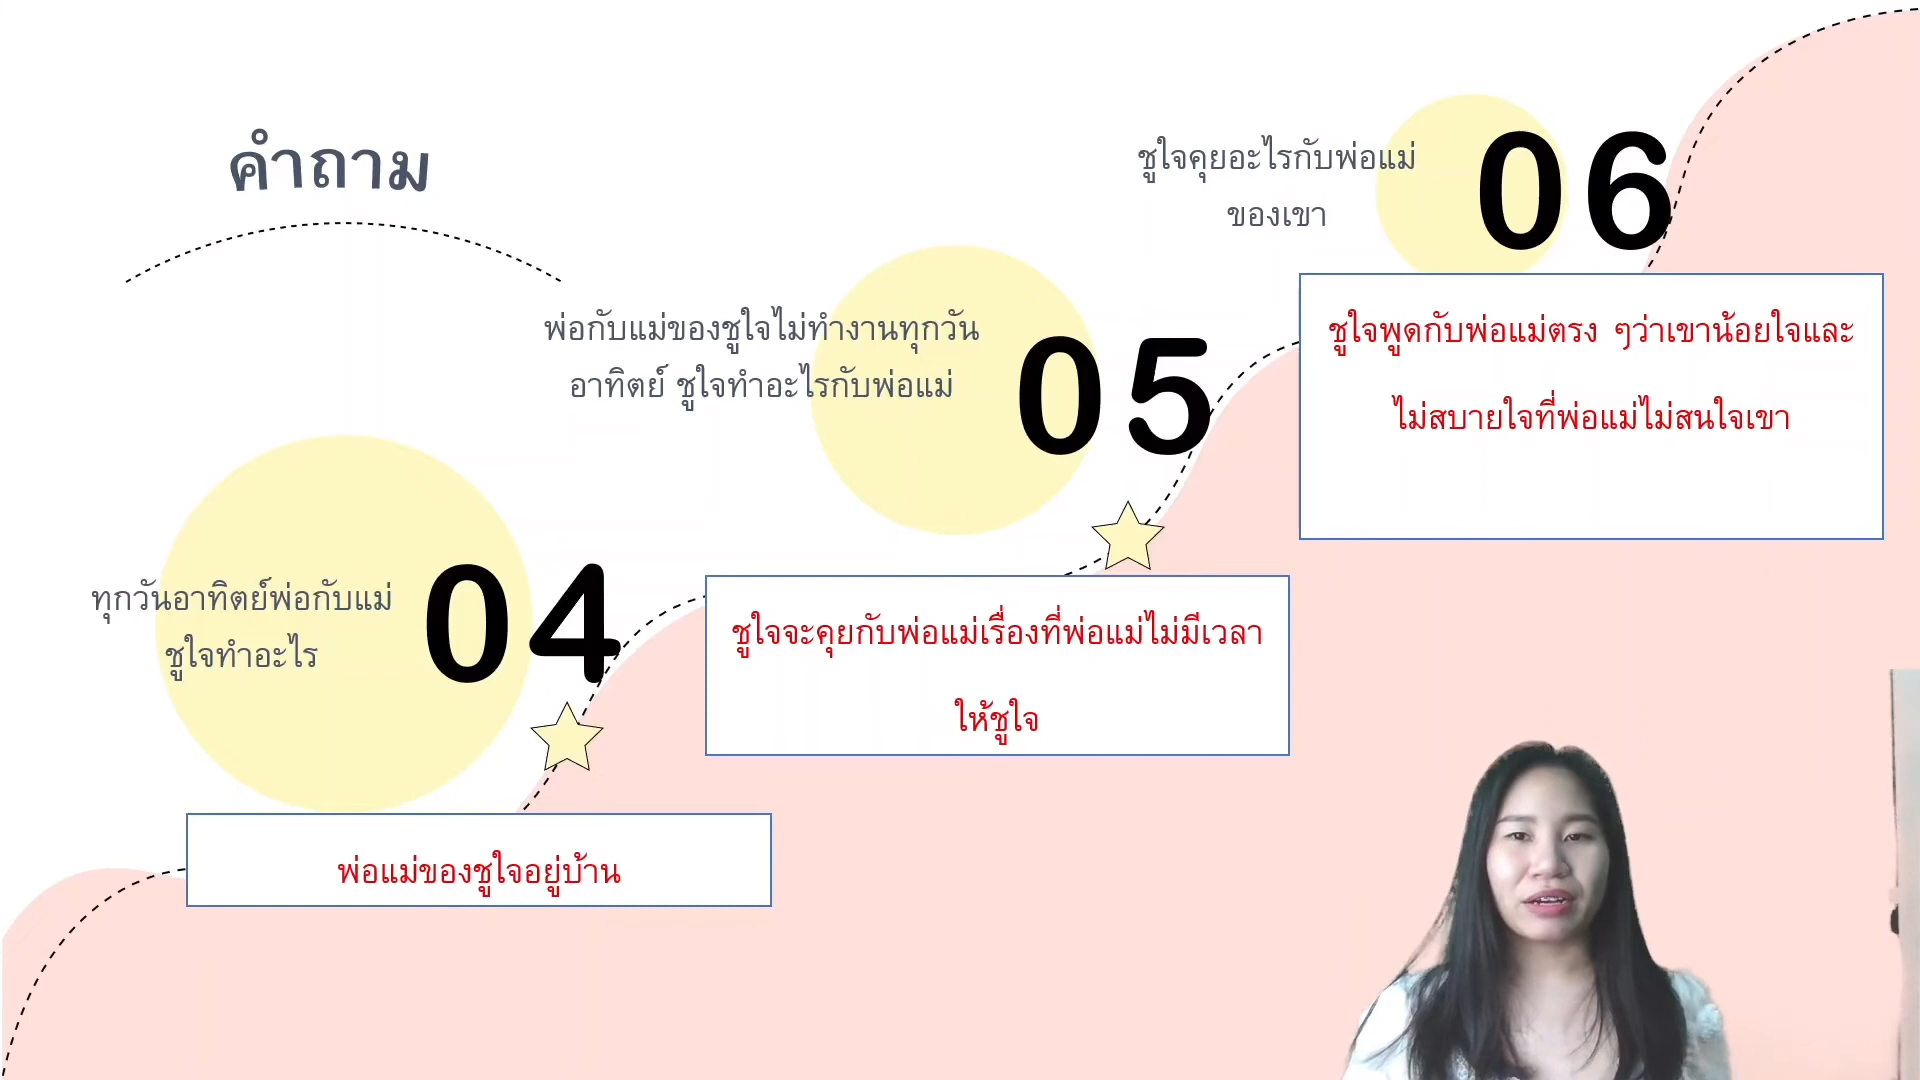 คำถาม
ทุกวันอาทิตย์พ่อกับแม่
ชูใจทำอะไร
04
พ่อแม่ของชูใจอยู่บ้าน
พ่อกับแม่ของชูใจไม่ทำงานทุกวัน
อาทิตย์ ชูใจทำอะไรกับพ่อแม่
05
ชูใจจะคุยกับพ่อแม่เรื่องที่พ่อแม่ไม่มีเวลา
ให้ชูใจ
ชูใจคุยอะไรกับพ่อแม่
ของเขา
06
ชูใจพูดกับพ่อแม่ตรง ๆว่าเขาน้อยใจและ
ไม่สบายใจที่พ่อแม่ไม่สนใจเขา